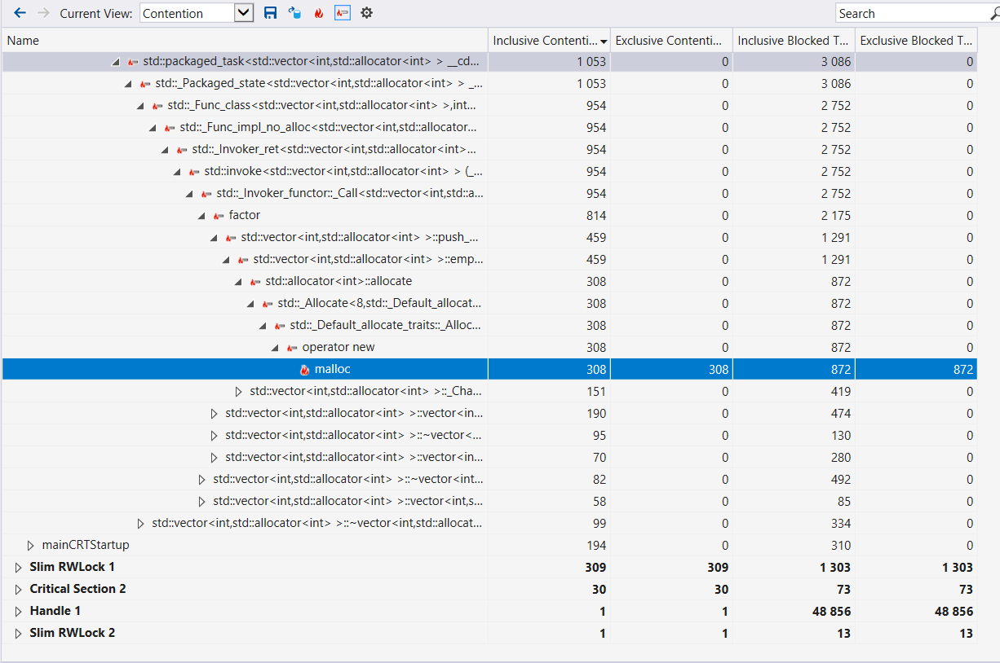 Current View: Contention Search
Name Inclusive Contenti... Exclusive Contenti... Inclusive Blocked T... Exclusive Blocked T...
std::packaged_task<std::vector<int,std::allocator<int> > __cd... 1 053 0 3 086 0
std::_Packaged_state<std::vector<int,std::allocator<int> > _... 1 053 0 3 086 0
std::_Func_class<std::vector<int,std::allocator<int> >,int... 954 0 2 752 0
std::_Func_impl_no_alloc<std::vector<int,std::allocator... 954 0 2 752 0
std::_Invoker_ret<std::vector<int,std::allocator<int>... 954 0 2 752 0
std::invoke<std::vector<int,std::allocator<int> > (_... 954 0 2 752 0
std::_Invoker_functor::_Call<std::vector<int,std::a... 954 0 2 752 0
factor 814 0 2 175 0
std::vector<int,std::allocator<int> >::push_... 459 0 1 291 0
std::vector<int,std::allocator<int> >::emp... 459 0 1 291 0
std::allocator<int>::allocate 308 0 872 0
std::_Allocate<8,std::_Default_allocat... 308 0 872 0
std::_Default_allocate_traits::_Alloc... 308 0 872 0
operator new 308 0 872 0
malloc 308 308 872 872
std::vector<int,std::allocator<int> >::_Cha... 151 0 419 0
std::vector<int,std::allocator<int> >::vector<in... 190 0 474 0
std::vector<int,std::allocator<int> >::~vector<... 95 0 130 0
std::vector<int,std::allocator<int> >::vector<in... 70 0 280 0
std::vector<int,std::allocator<int> >::~vector<int... 82 0 492 0
std::vector<int,std::allocator<int> >::vector<int,s... 58 0 85 0
std::vector<int,std::allocator<int> >::~vector<int,std::allocat... 99 0 334 0
mainCRTStartup 194 0 310 0
Slim RWLock 1 309 309 1 303 1 303
Critical Section 2 30 30 73 73
Handle 1 1 1 48 856 48 856
Slim RWLock 2 1 1 13 13